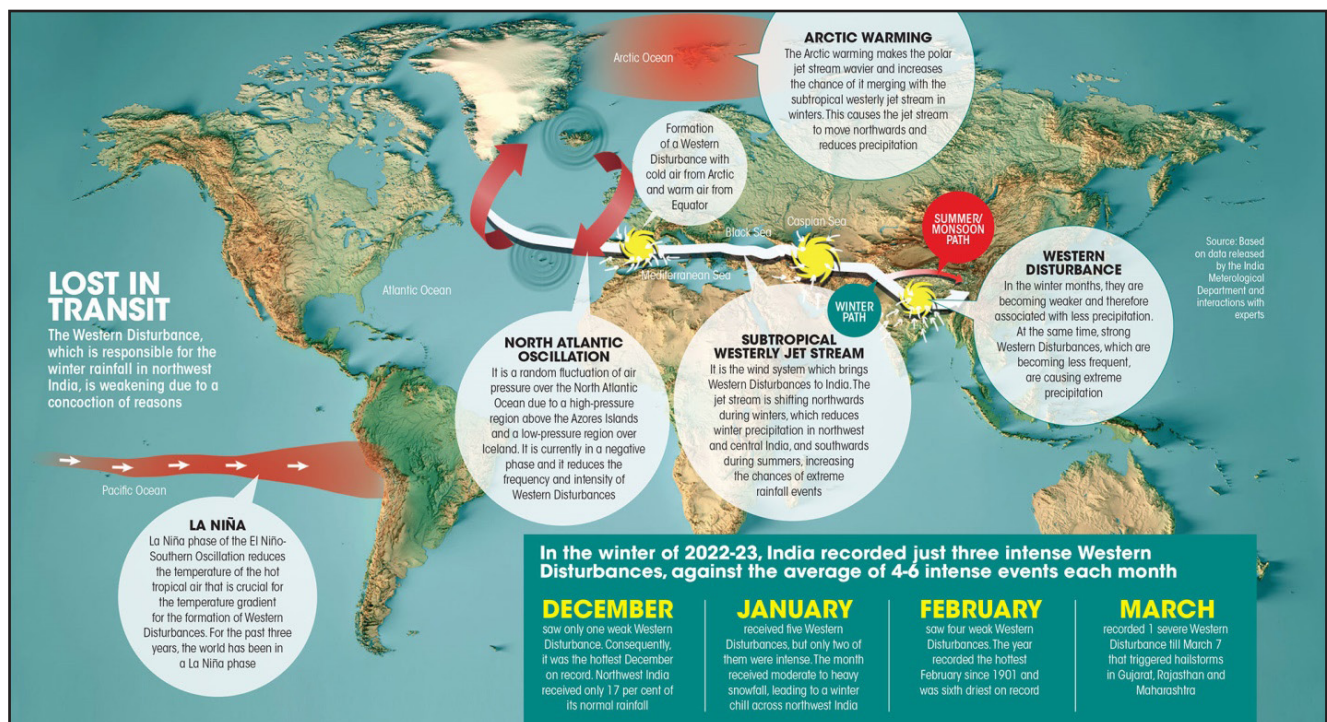 ARCTIC WARMING
The Arctic warming makes the polar
jet stream wavier and increases
the chance of it merging with the
subtropical westerly jet stream in
winters. This causes the jet stream
to move northwards and
reduces precipitation
Arctic Ocean
Formation
of a Western
Disturbance with
cold air from Arctic
and warm air from
Equator
Caspian Sea
Black Sea
Mediterranean Sea
Atlantic Ocean
SUMMER/
MONSOON
PATH
WINTER
PATH
Source: Based
on data released
by the India
Meterological
Department and
interactions with
experts
LOST IN
TRANSIT
The Western Disturbance,
which is responsible for the
winter rainfall in northwest
India, is weakening due to a
concoction of reasons
WESTERN
DISTURBANCE
In the winter months, they are
becoming weaker and therefore
associated with less precipitation.
At the same time, strong
Western Disturbances, which are
becoming less frequent,
are causing extreme
precipitation
NORTH ATLANTIC
OSCILLATION
It is a random fluctuation of air
pressure over the North Atlantic
Ocean due to a high-pressure
region above the Azores Islands
and a low-pressure region over
Iceland. It is currently in a negative
phase and it reduces the
frequency and intensity of
Western Disturbances
SUBTROPICAL
WESTERLY JET STREAM
It is the wind system which brings
Western Disturbances to India. The
jet stream is shifting northwards
during winters, which reduces
winter precipitation in northwest
and central India, and southwards
during summers, increasing
the chances of extreme
rainfall events
Pacific Ocean
LA NIÑA
La Niña phase of the El Niño-
Southern Oscillation reduces
the temperature of the hot
tropical air that is crucial for
the temperature gradient
for the formation of Western
Disturbances. For the past three
years, the world has been in
a La Niña phase
In the winter of 2022-23, India recorded just three intense Western
Disturbances, against the average of 4-6 intense events each month
DECEMBER
saw only one weak Western
Disturbance. Consequently,
it was the hottest December
on record. Northwest India
received only 17 per cent of
its normal rainfall
JANUARY
received five Western
Disturbances, but only two of
them were intense. The month
received moderate to heavy
snowfall, leading to a winter
chill across northwest India
FEBRUARY
saw four weak Western
Disturbances. The year
recorded the hottest
February since 1901 and
was sixth driest on record
MARCH
recorded 1 severe Western
Disturbance till March 7
that triggered hailstorms
in Gujarat, Rajasthan and
Maharashtra